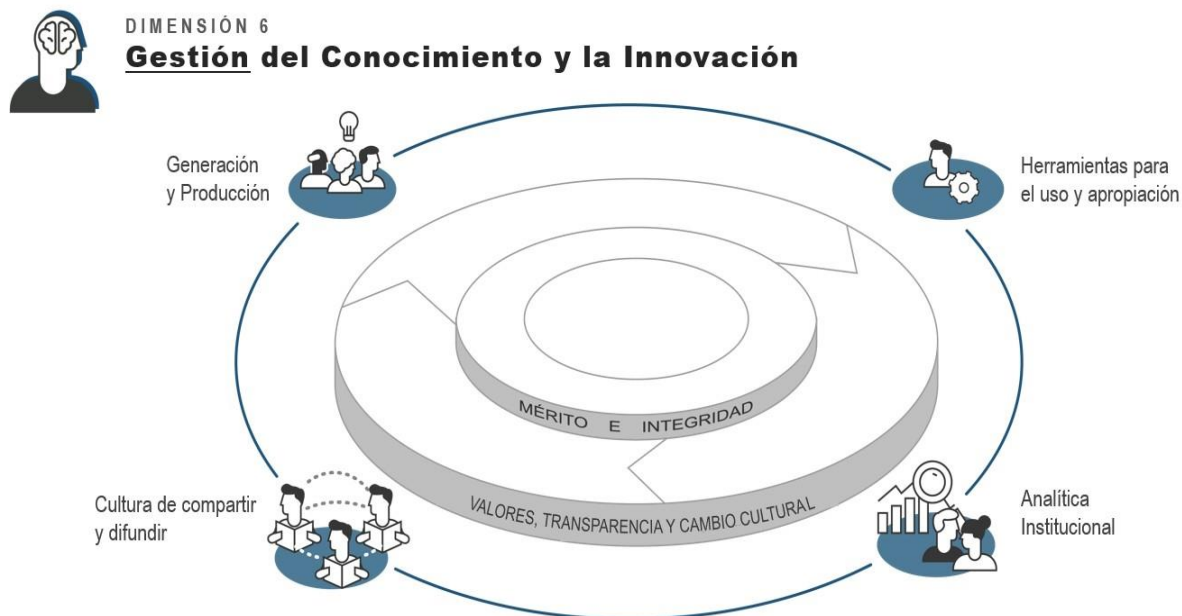 DIMENSIÓN 6
Gestión del Conocimiento y la Innovación
Generación
y Producción
Herramientas para
el uso y apropiación
MÉRITO E INTEGRIDAD
VALORES, TRANSPARENCIA Y CAMBIO CULTURAL
Cultura de compartir
y difundir
Analítica
Institucional